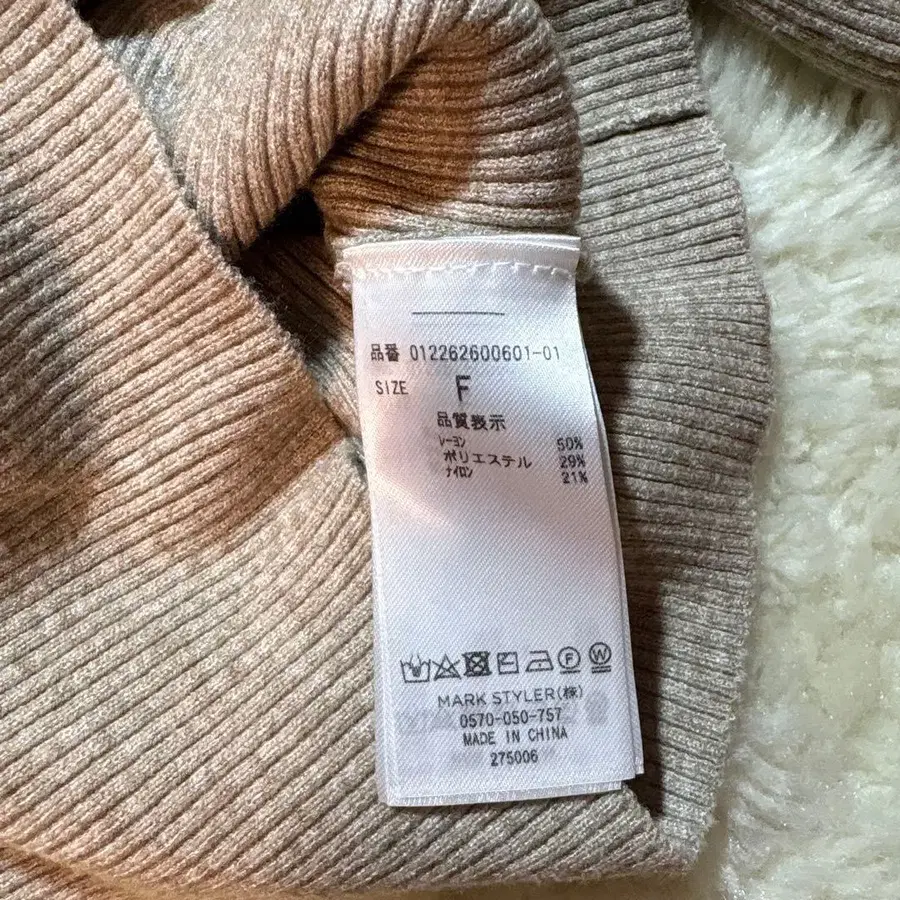 品番 012262600601-01
SIZE F
品質表示
レーヨン 50%
ポリエステル 29%
ナイロン 21%
F W
MARK STYLER(株)
0570-050-757
MADE IN CHINA
275006